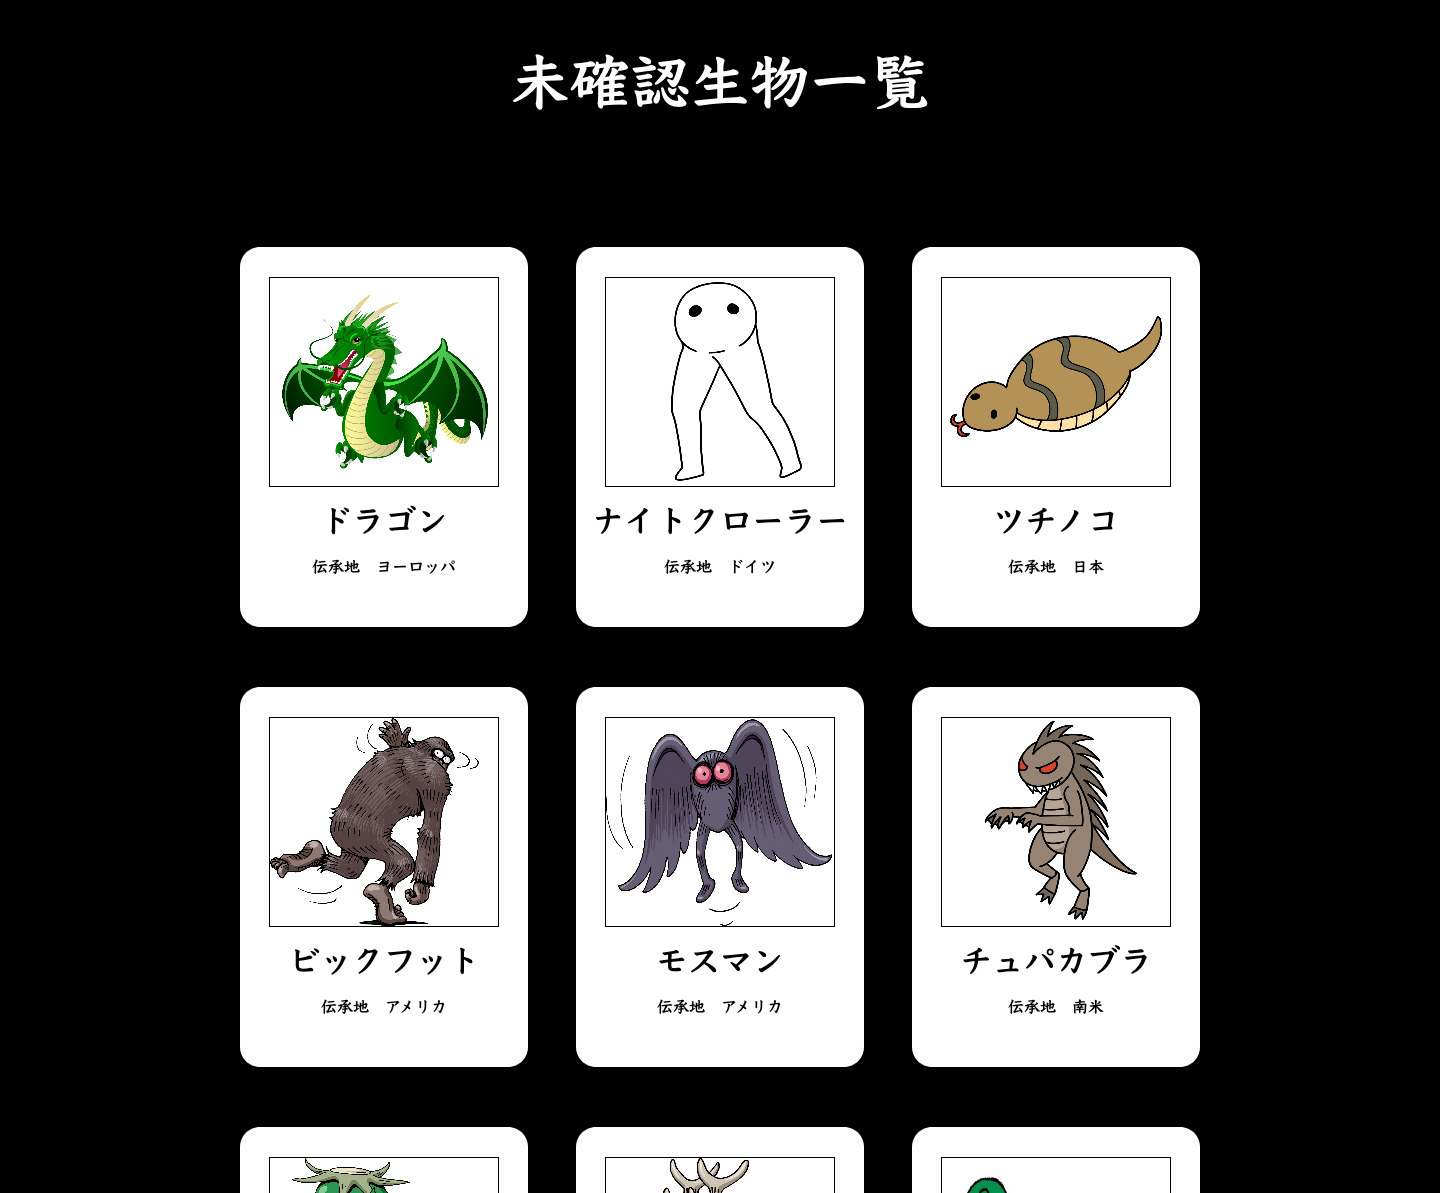 未確認生物一覧
ドラゴン
伝承地　ヨーロッパ
ナイトクローラー
伝承地　ドイツ
ツチノコ
伝承地　日本
ビックフット
伝承地　アメリカ
モスマン
伝承地　アメリカ
チュパカブラ
伝承地　南米